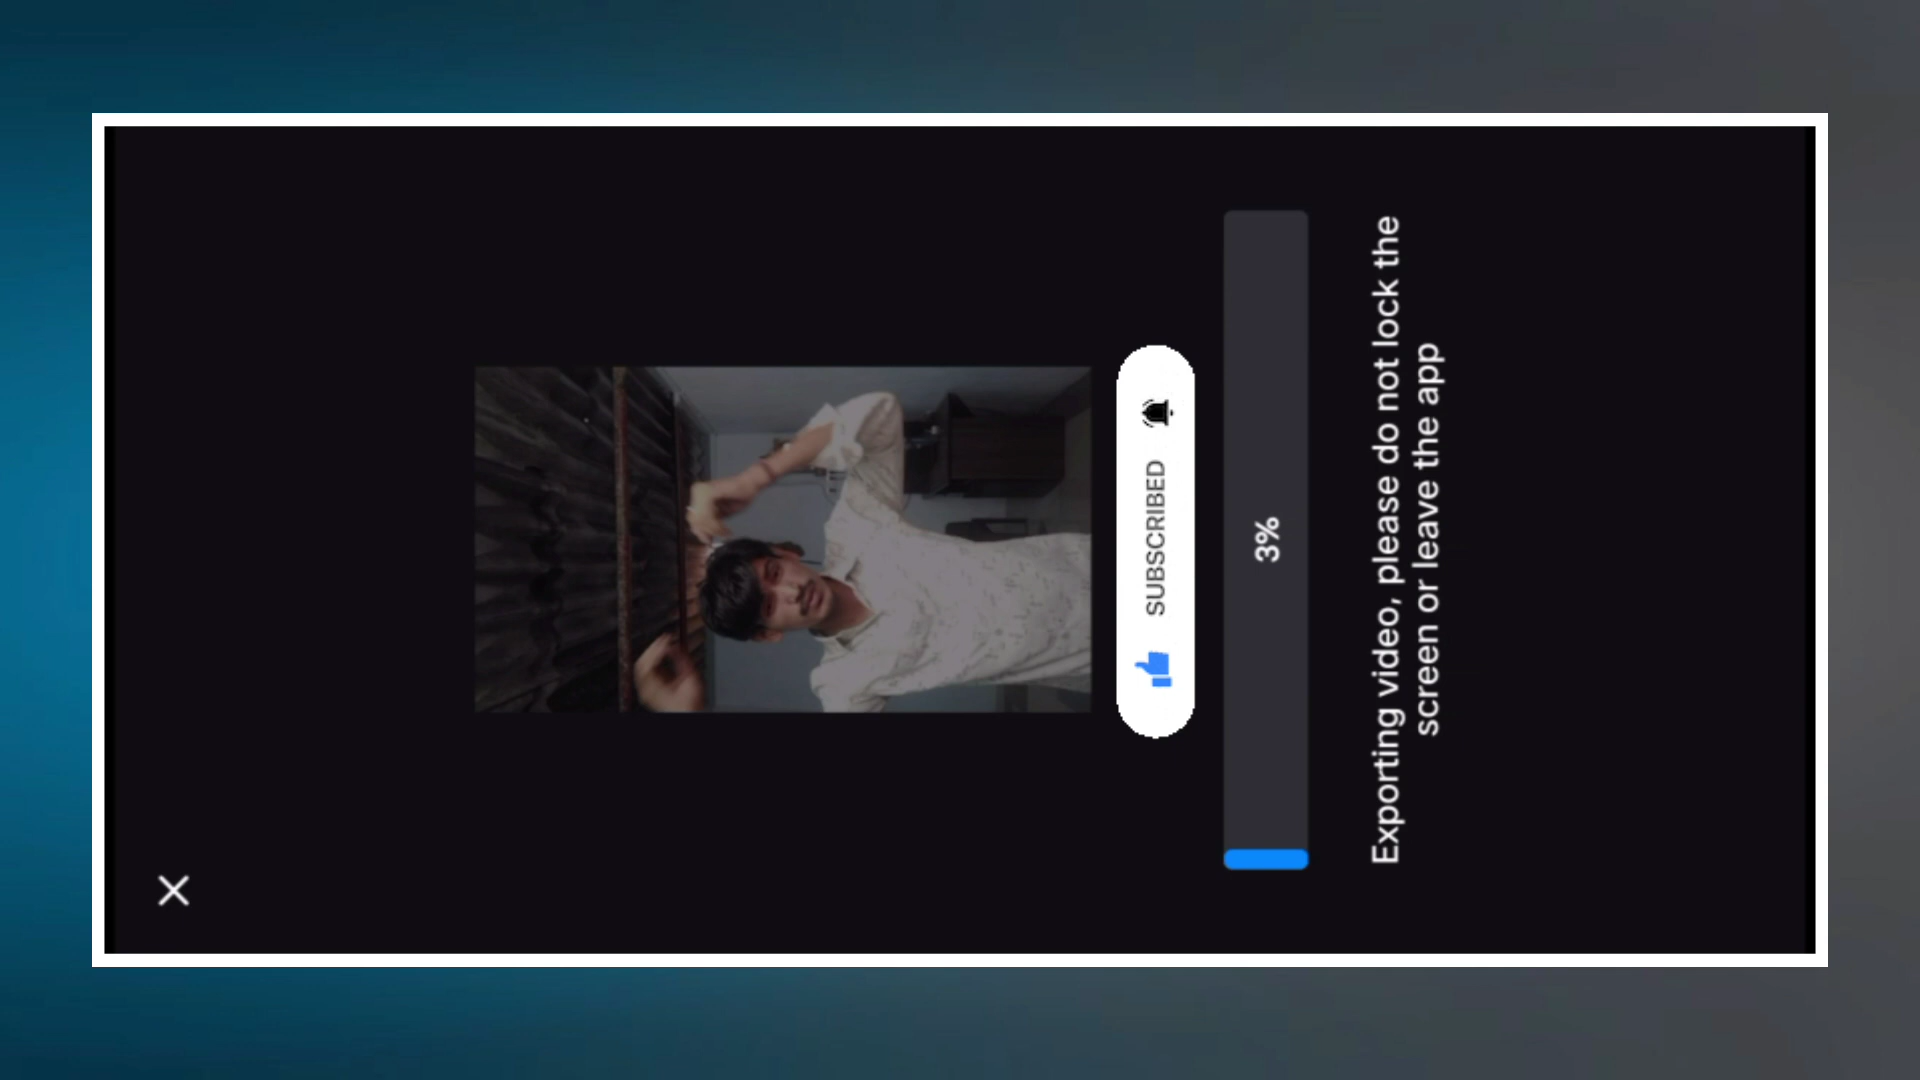 SUBSCRIBED
3%
Exporting video, please do not lock the
screen or leave the app